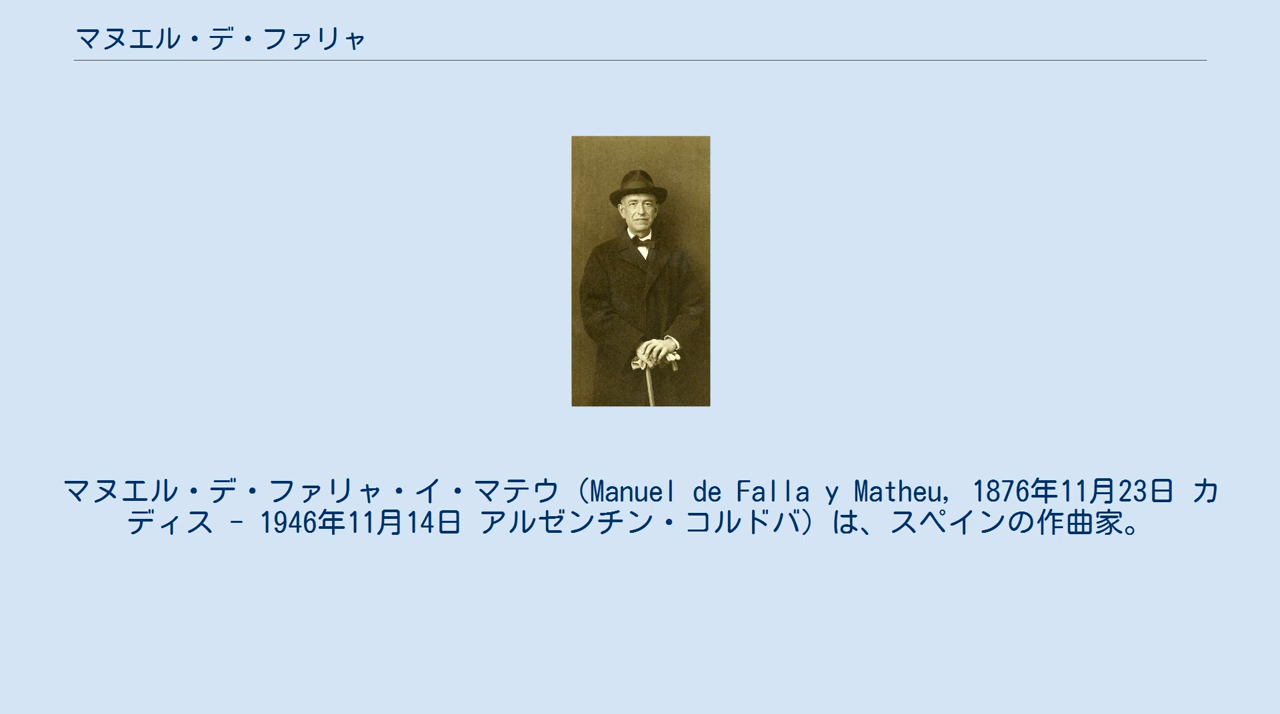 マヌエル・デ・ファリャ
マヌエル・デ・ファリャ・イ・マテウ（Manuel de Falla y Matheu, 1876年11月23日 カ
ディス - 1946年11月14日 アルゼンチン・コルドバ）は、スペインの作曲家。